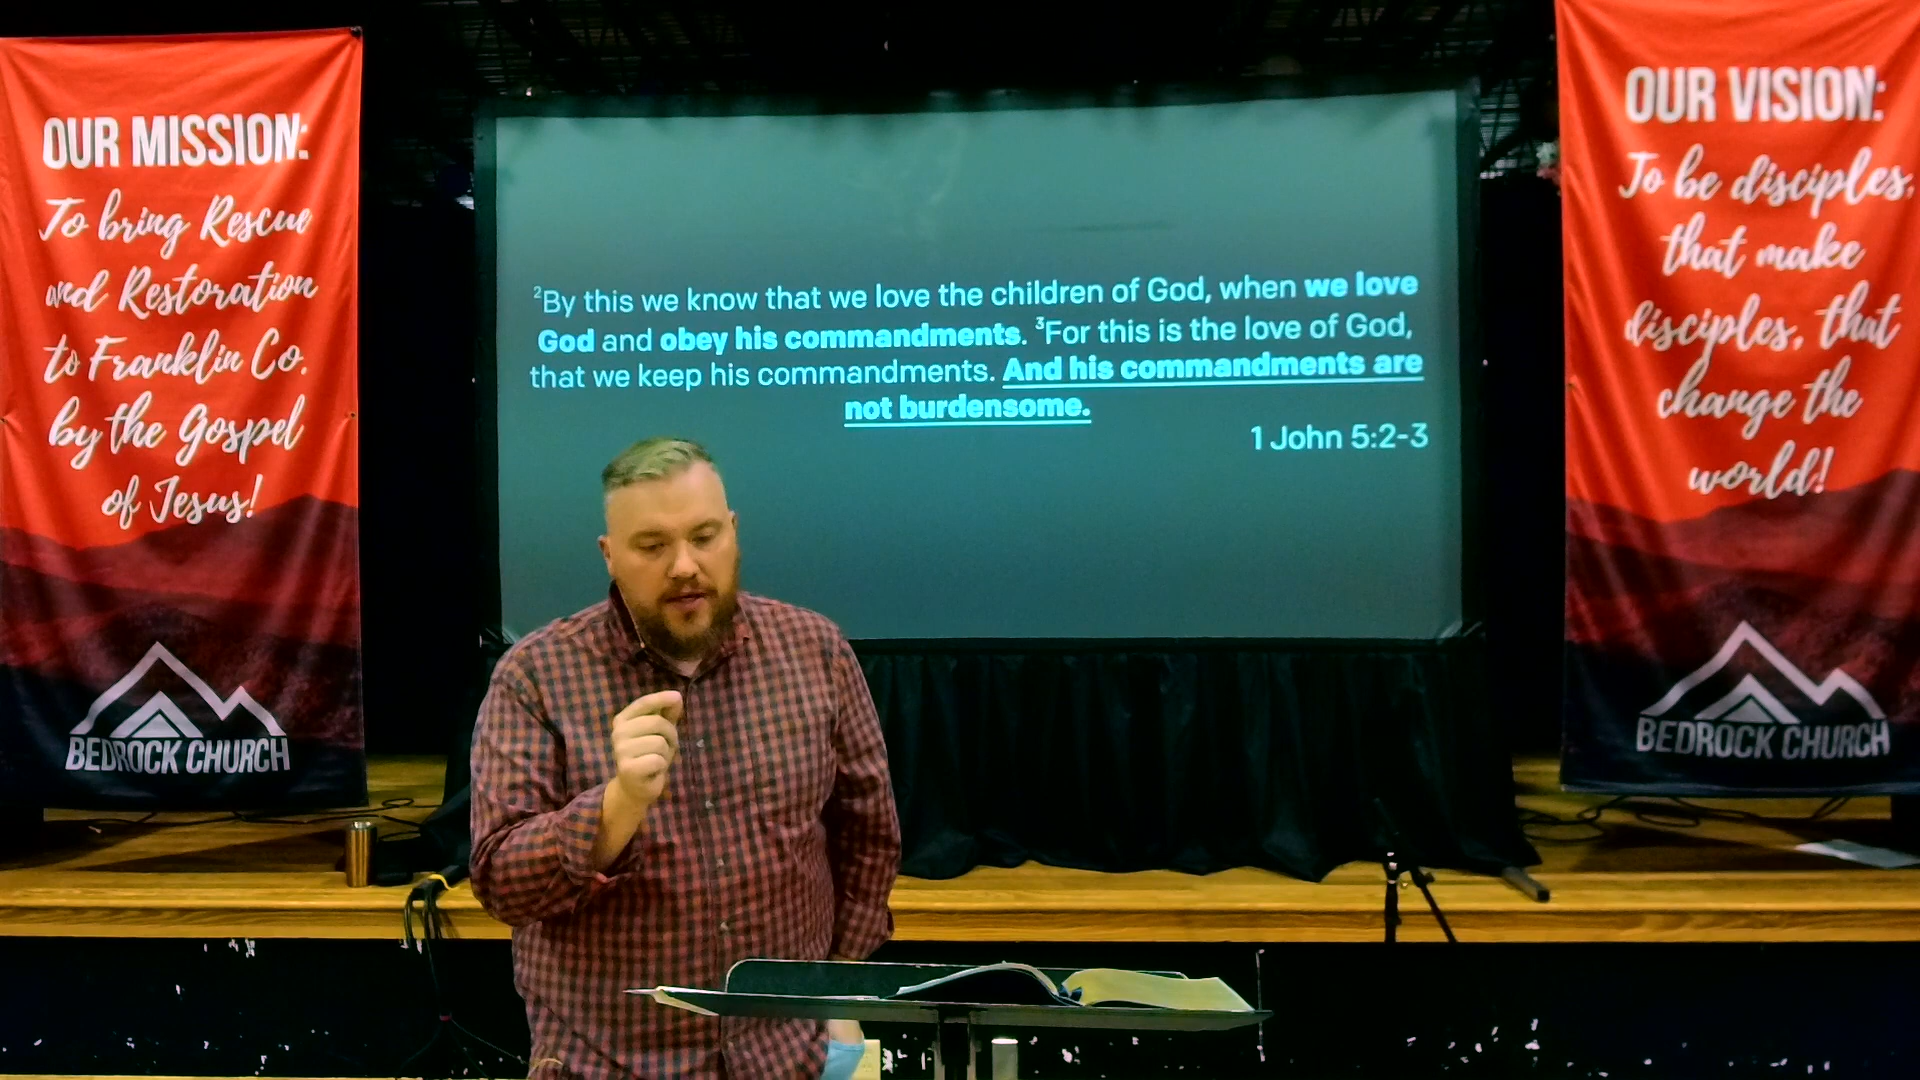 OUR MISSION:
To bring Rescue
and Restoration
to Franklin Co.
by the Gospel
of Jesus!
BEDROCK CHURCH
²By this we know that we love the children of God, when we love
God and obey his commandments. ³For this is the love of God,
that we keep his commandments. And his commandments are
not burdensome.
1 John 5:2-3
OUR VISION:
To be disciples,
that make
disciples, that
change the
world!
BEDROCK CHURCH